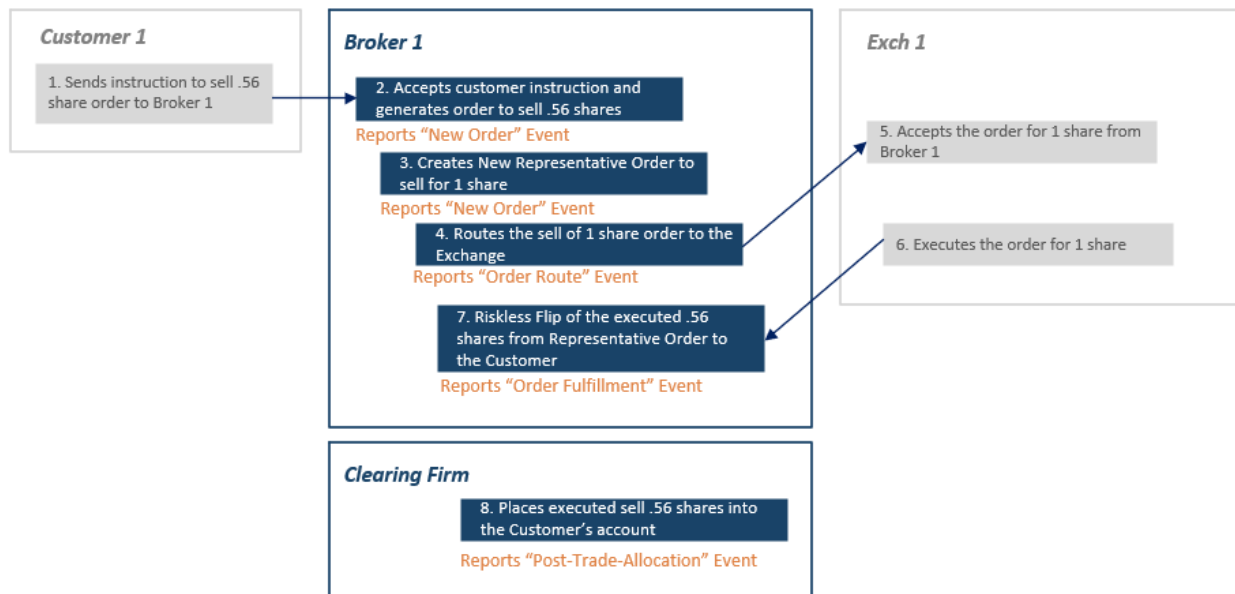 Customer 1
1. Sends instruction to sell .56
share order to Broker 1
Broker 1
2. Accepts customer instruction and
generates order to sell .56 shares
Reports “New Order” Event
3. Creates New Representative Order to
sell for 1 share
Reports “New Order” Event
4. Routes the sell of 1 share order to the
Exchange
Reports “Order Route” Event
7. Riskless Flip of the executed .56
shares from Representative Order to
the Customer
Reports “Order Fulfillment” Event
Exch 1
5. Accepts the order for 1 share from
Broker 1
6. Executes the order for 1 share
Clearing Firm
8. Places executed sell .56 shares into
the Customer’s account
Reports “Post-Trade-Allocation” Event